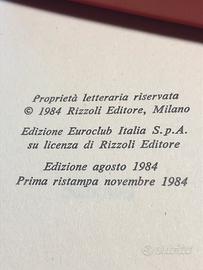 Proprietà letteraria riservata
© 1984 Rizzoli Editore, Milano
Edizione Euroclub Italia S.p.A.
su licenza di Rizzoli Editore
Edizione agosto 1984
Prima ristampa novembre 1984
subito